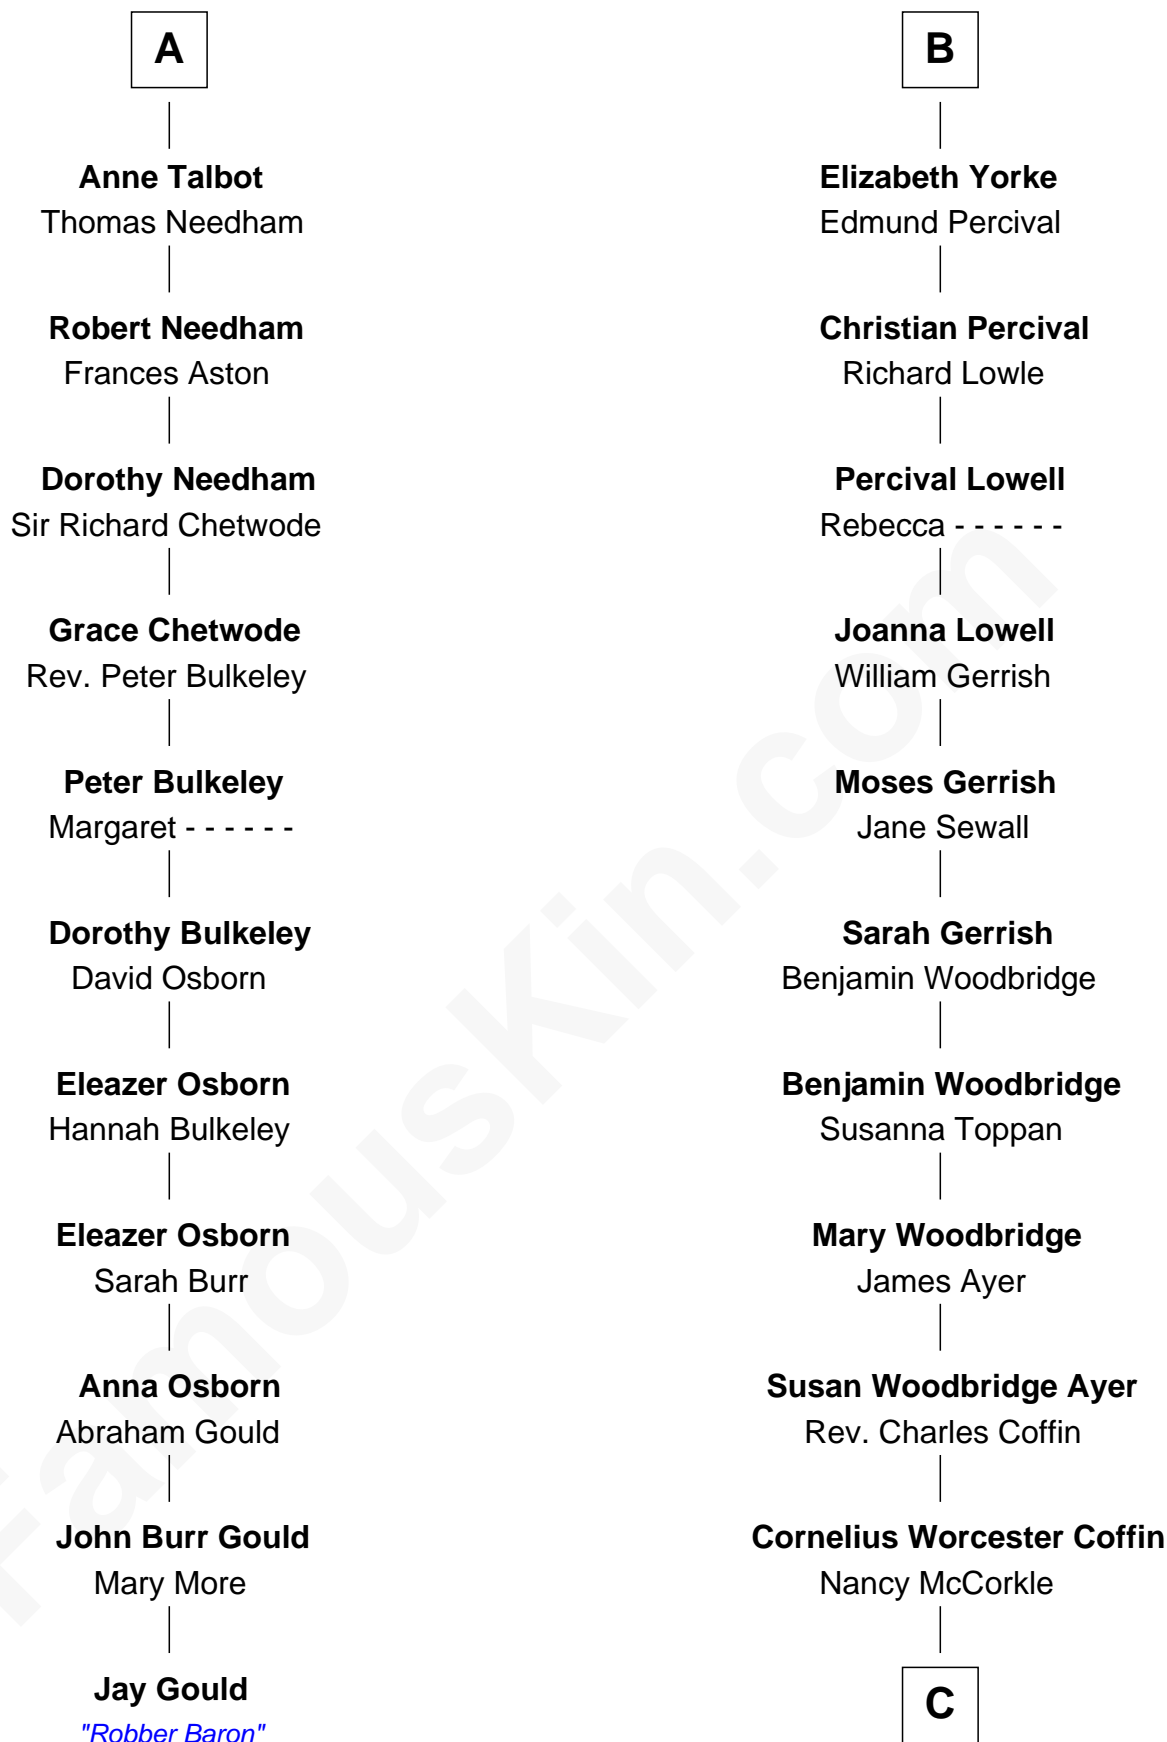 A
Anne Talbot
Thomas Needham
Robert Needham
Frances Aston
Dorothy Needham
Sir Richard Chetwode
Grace Chetwode
Rev. Peter Bulkeley
Peter Bulkeley
Margaret - - - - - -
Dorothy Bulkeley
David Osborn
Eleazer Osborn
Hannah Bulkeley
Eleazer Osborn
Sarah Burr
Anna Osborn
Abraham Gould
John Burr Gould
Mary More
Jay Gould
"Robber Baron"
B
Elizabeth Yorke
Edmund Percival
Christian Percival
Richard Lowle
Percival Lowell
Rebecca - - - - - -
Joanna Lowell
William Gerrish
Moses Gerrish
Jane Sewall
Sarah Gerrish
Benjamin Woodbridge
Benjamin Woodbridge
Susanna Toppan
Mary Woodbridge
James Ayer
Susan Woodbridge Ayer
Rev. Charles Coffin
Cornelius Worcester Coffin
Nancy McCorkle
C
FamousKin.com